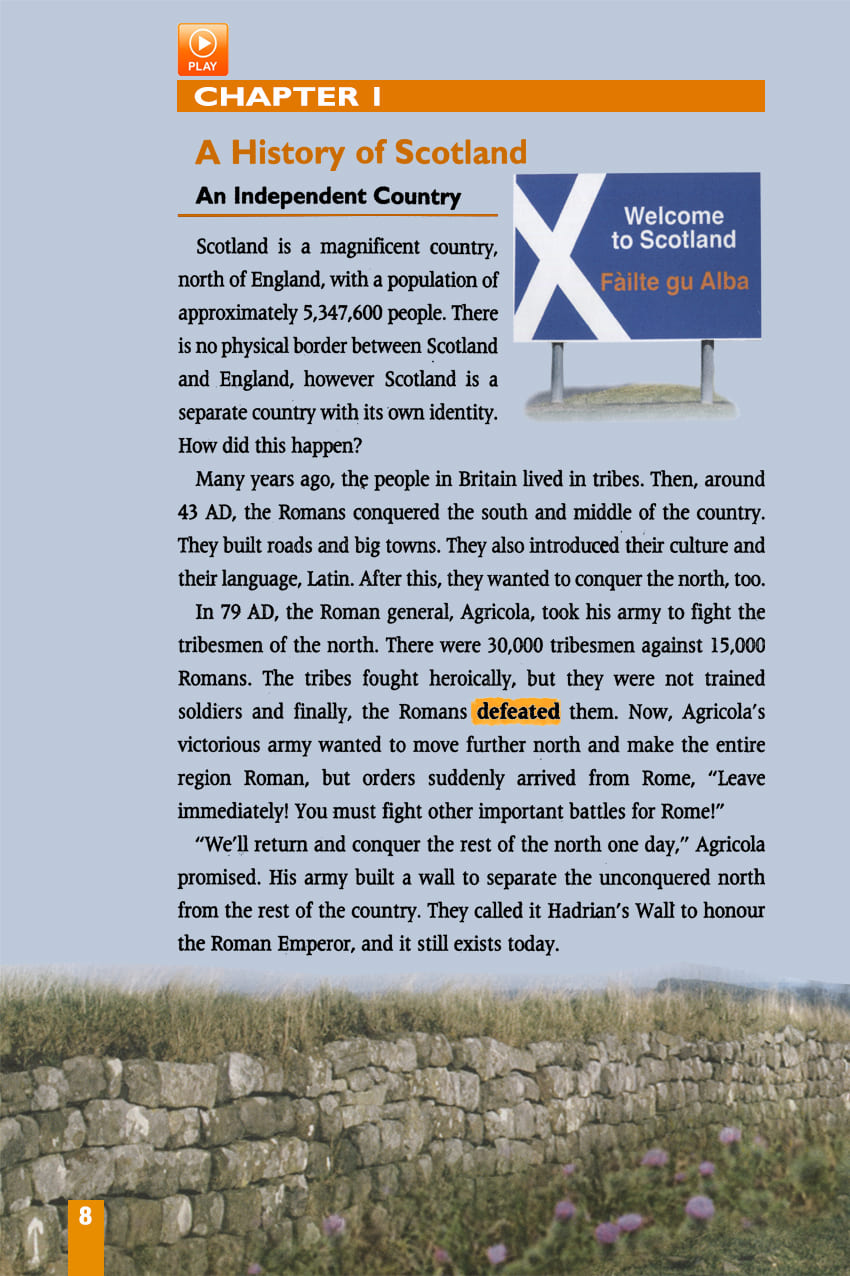 PLAY
CHAPTER 1
A History of Scotland
An Independent Country
Welcome
to Scotland
Fàilte gu Alba
Scotland is a magnificent country,
north of England, with a population of
approximately 5,347,600 people. There
is no physical border between Scotland
and England, however Scotland is a
separate country with its own identity.
How did this happen?
Many years ago, the people in Britain lived in tribes. Then, around
43 AD, the Romans conquered the south and middle of the country.
They built roads and big towns. They also introduced their culture and
their language, Latin. After this, they wanted to conquer the north, too.
In 79 AD, the Roman general, Agricola, took his army to fight the
tribesmen of the north. There were 30,000 tribesmen against 15,000
Romans. The tribes fought heroically, but they were not trained
soldiers and finally, the Romans defeated them. Now, Agricola's
victorious army wanted to move further north and make the entire
region Roman, but orders suddenly arrived from Rome, "Leave
immediately! You must fight other important battles for Rome!"
"We'll return and conquer the rest of the north one day," Agricola
promised. His army built a wall to separate the unconquered north
from the rest of the country. They called it Hadrian's Wall to honour
the Roman Emperor, and it still exists today.
8